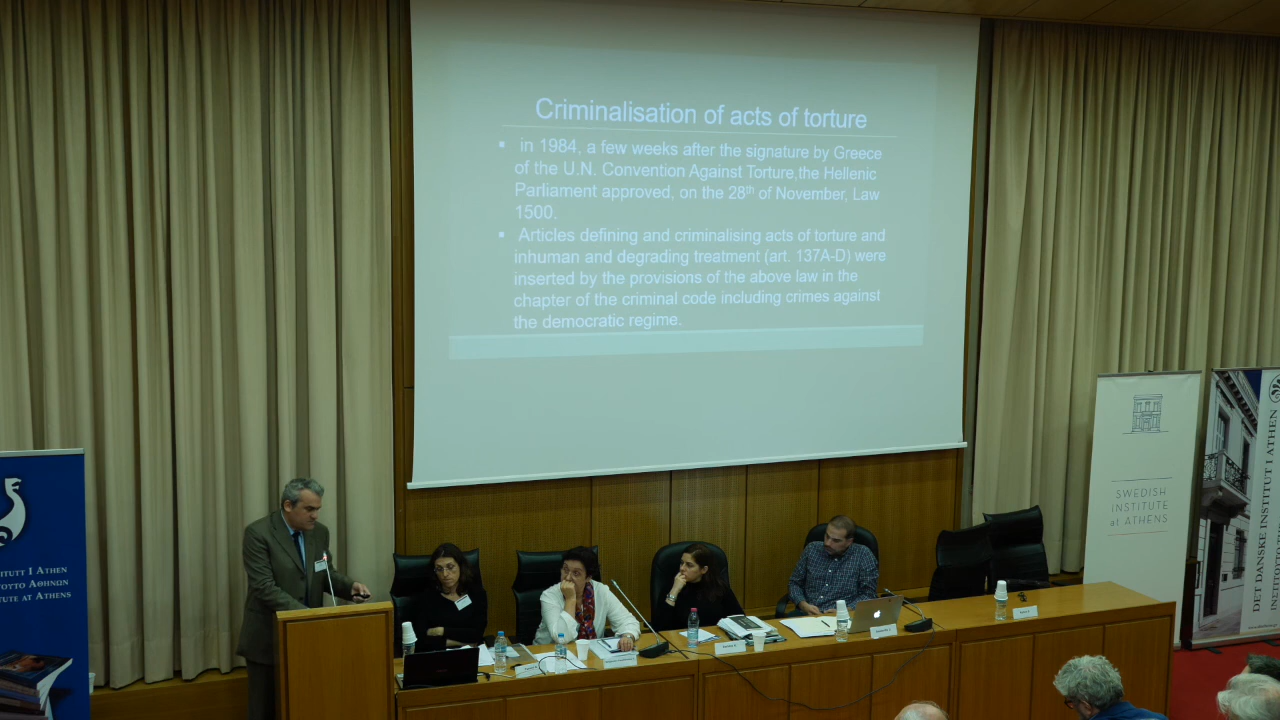 Criminalisation of acts of torture
▪ in 1984, a few weeks after the signature by Greece
of the U.N. Convention Against Torture,the Hellenic
Parliament approved, on the 28th of November, Law
1500.
▪ Articles defining and criminalising acts of torture and
inhuman and degrading treatment (art. 137A-D) were
inserted by the provisions of the above law in the
chapter of the criminal code including crimes against
the democratic regime.
SWEDISH
INSTITUTE
at ATHENS
DET DANSKE INSTITUT I ATHEN
TITUTT I ATHEN
ΤΟΥΤΟ ΑΘΗΝΩΝ
TUTE AT ATHENS